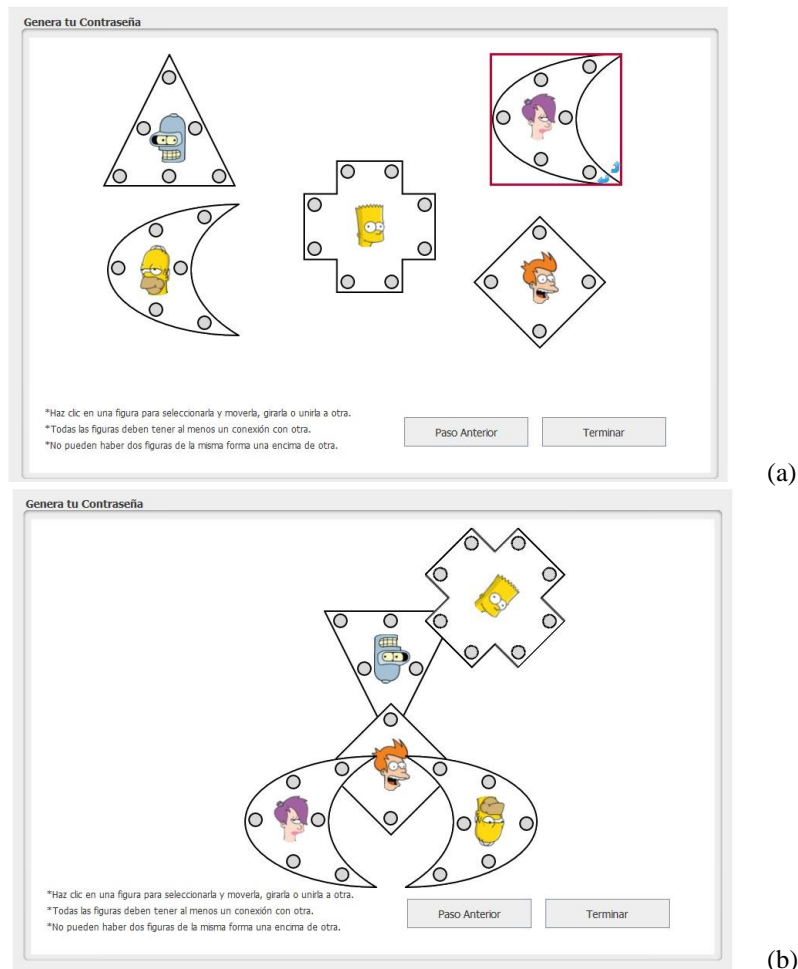 Genera tu Contraseña
*Haz clic en una figura para seleccionarla y moverla, girarla o unirla a otra.
*Todas las figuras deben tener al menos un conexión con otra.
*No pueden haber dos figuras de la misma forma una encima de otra.
Paso Anterior
Terminar
(a)
Genera tu Contraseña
*Haz clic en una figura para seleccionarla y moverla, girarla o unirla a otra.
*Todas las figuras deben tener al menos un conexión con otra.
*No pueden haber dos figuras de la misma forma una encima de otra.
Paso Anterior
Terminar
(b)